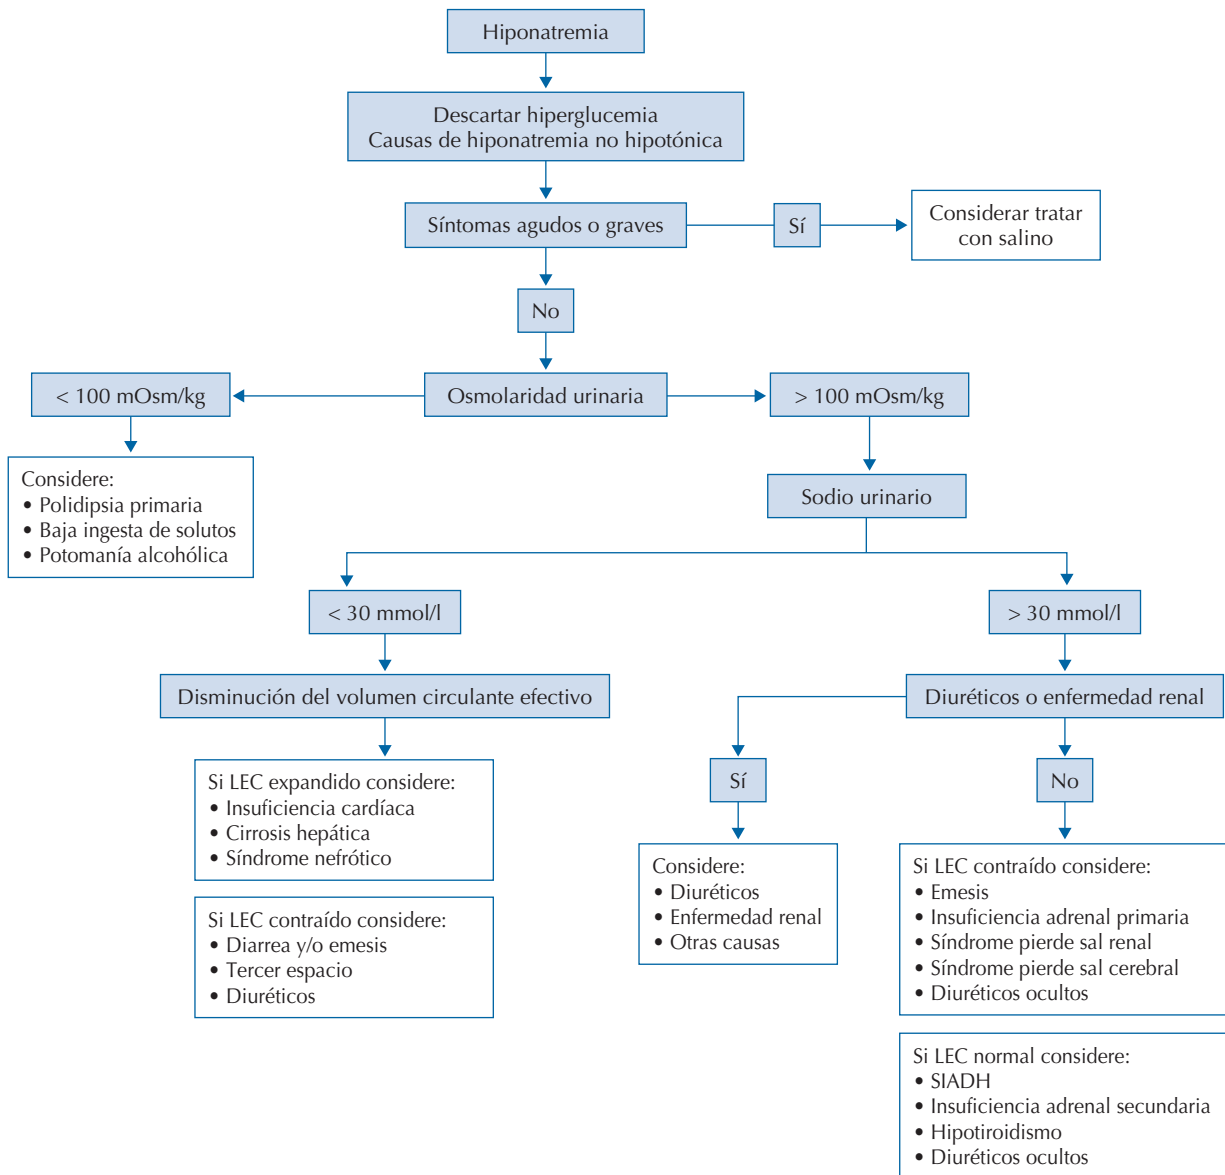 Hiponatremia
Descartar hiperglucemia
Causas de hiponatremia no hipotónica
Síntomas agudos o graves
Sí
Considerar tratar
con salino
No
< 100 mOsm/kg
Osmolaridad urinaria
> 100 mOsm/kg
Considere:
• Polidipsia primaria
• Baja ingesta de solutos
• Potomanía alcohólica
Sodio urinario
< 30 mmol/l
> 30 mmol/l
Disminución del volumen circulante efectivo
Diuréticos o enfermedad renal
Si LEC expandido considere:
• Insuficiencia cardíaca
• Cirrosis hepática
• Síndrome nefrótico
Si LEC contraído considere:
• Diarrea y/o emesis
• Tercer espacio
• Diuréticos
Sí
No
Considere:
• Diuréticos
• Enfermedad renal
• Otras causas
Si LEC contraído considere:
• Emesis
• Insuficiencia adrenal primaria
• Síndrome pierde sal renal
• Síndrome pierde sal cerebral
• Diuréticos ocultos
Si LEC normal considere:
• SIADH
• Insuficiencia adrenal secundaria
• Hipotiroidismo
• Diuréticos ocultos